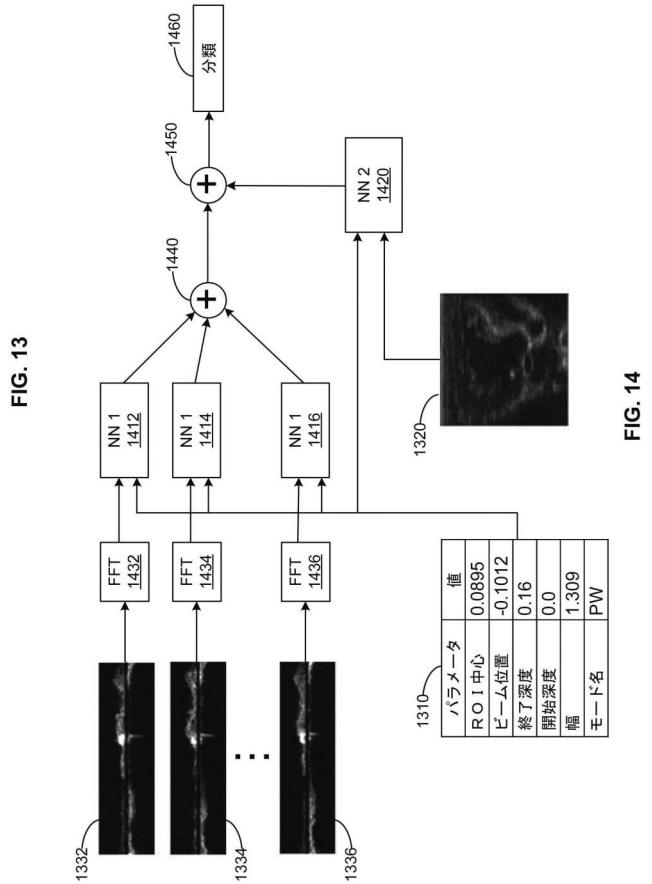 FIG. 13
1332
1334
1336
FFT
1432
FFT
1434
FFT
1436
NN 1
1412
NN 1
1414
NN 1
1416
1440
1450
1460
分類
NN 2
1420
1310
パラメータ 値
ROI中心 0.0895
ビーム位置 -0.1012
終了深度 0.16
開始深度 0.0
幅 1.309
モード名 PW
1320
FIG. 14